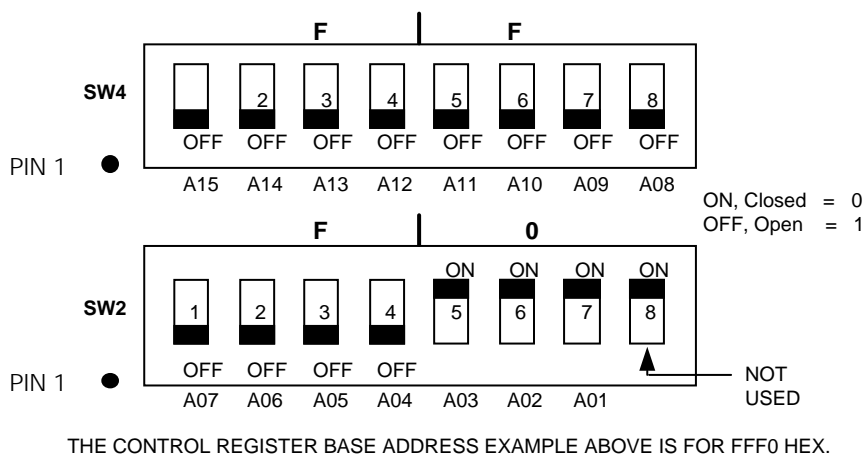 F F
SW4
2 3 4 5 6 7 8
OFF OFF OFF OFF OFF OFF OFF OFF
PIN 1
A15 A14 A13 A12 A11 A10 A09 A08
ON, Closed = 0
OFF, Open = 1
F 0
ON ON ON ON
SW2
1 2 3 4 5 6 7 8
OFF OFF OFF OFF
PIN 1
A07 A06 A05 A04 A03 A02 A01
NOT
USED
THE CONTROL REGISTER BASE ADDRESS EXAMPLE ABOVE IS FOR FFF0 HEX.